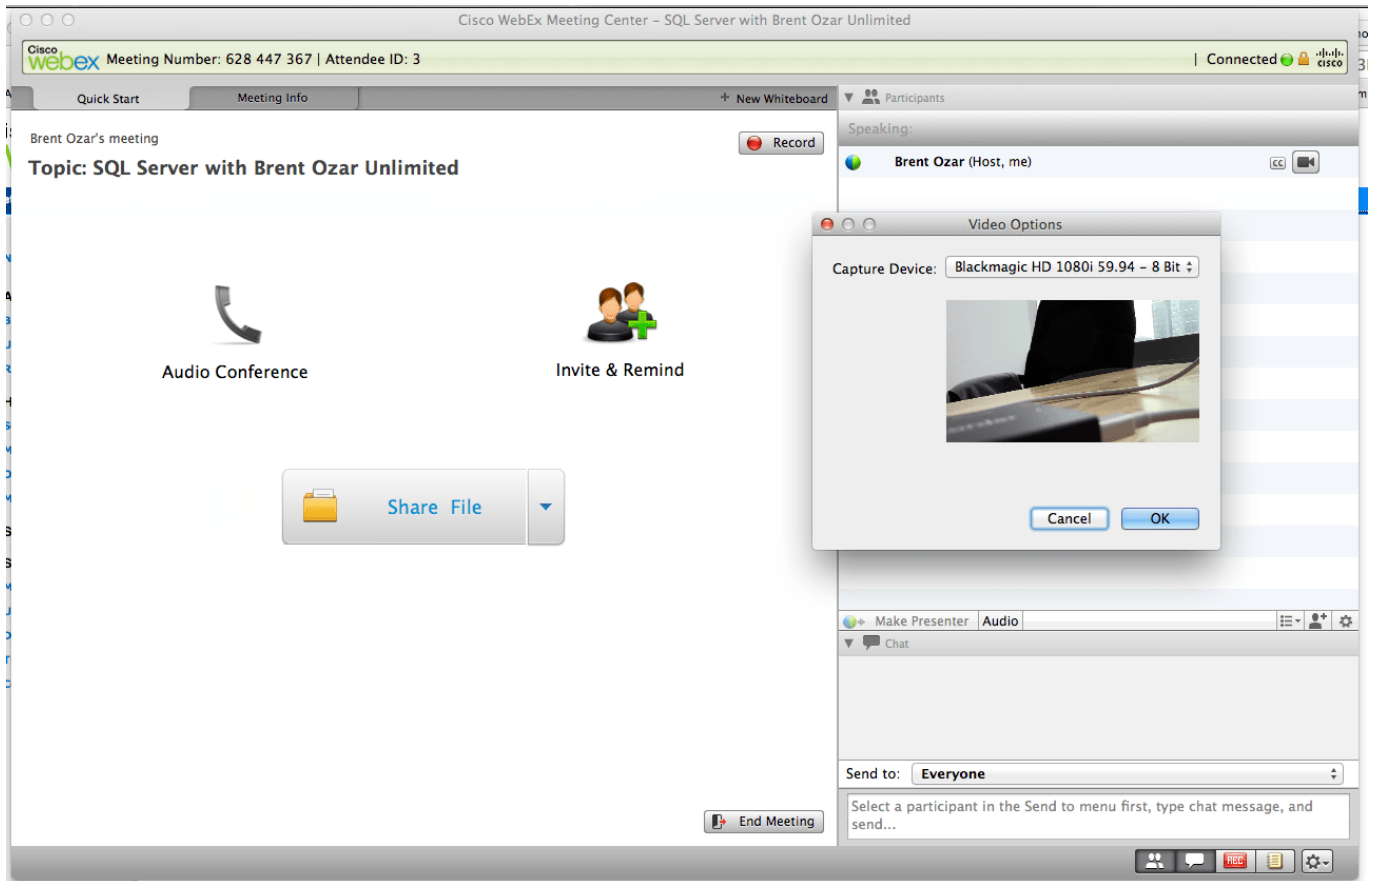 Cisco WebEx Meeting Center – SQL Server with Brent Ozar Unlimited
Cisco webex Meeting Number: 628 447 367 | Attendee ID: 3
| Connected cisco
Quick Start
Meeting Info
+ New Whiteboard
Participants
Speaking:
Brent Ozar's meeting
Record
Topic: SQL Server with Brent Ozar Unlimited
Brent Ozar (Host, me)
CC
Video Options
Capture Device: Blackmagic HD 1080i 59.94 – 8 Bit
Audio Conference
Invite & Remind
Share File
Cancel
OK
Make Presenter
Audio
Chat
Send to: Everyone
Select a participant in the Send to menu first, type chat message, and
send...
End Meeting
REC